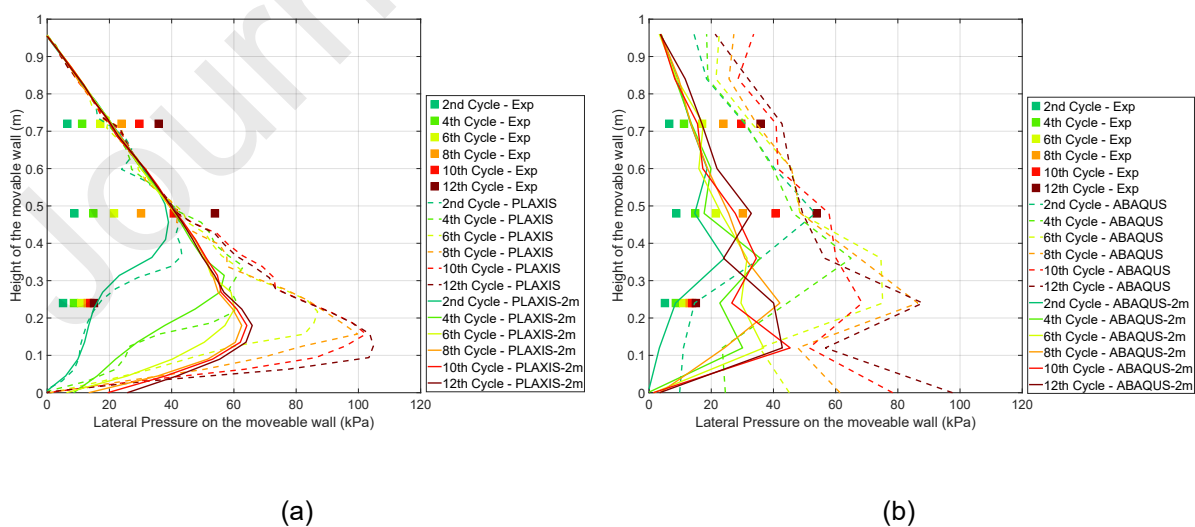 Journ
1
0.9
0.8
0.7
0.6
0.5
0.4
0.3
0.2
0.1
0
0 20 40 60 80 100 120
Height of the movable wall (m)
Lateral Pressure on the moveable wall (kPa)
2nd Cycle - Exp
4th Cycle - Exp
6th Cycle - Exp
8th Cycle - Exp
10th Cycle - Exp
12th Cycle - Exp
2nd Cycle - PLAXIS
4th Cycle - PLAXIS
6th Cycle - PLAXIS
8th Cycle - PLAXIS
10th Cycle - PLAXIS
12th Cycle - PLAXIS
2nd Cycle - PLAXIS-2m
4th Cycle - PLAXIS-2m
6th Cycle - PLAXIS-2m
8th Cycle - PLAXIS-2m
10th Cycle - PLAXIS-2m
12th Cycle - PLAXIS-2m
(a)
1
0.9
0.8
0.7
0.6
0.5
0.4
0.3
0.2
0.1
0
0 20 40 60 80 100 120
Height of the movable wall (m)
Lateral Pressure on the moveable wall (kPa)
2nd Cycle - Exp
4th Cycle - Exp
6th Cycle - Exp
8th Cycle - Exp
10th Cycle - Exp
12th Cycle - Exp
2nd Cycle - ABAQUS
4th Cycle - ABAQUS
6th Cycle - ABAQUS
8th Cycle - ABAQUS
10th Cycle - ABAQUS
12th Cycle - ABAQUS
2nd Cycle - ABAQUS-2m
4th Cycle - ABAQUS-2m
6th Cycle - ABAQUS-2m
8th Cycle - ABAQUS-2m
10th Cycle - ABAQUS-2m
12th Cycle - ABAQUS-2m
(b)